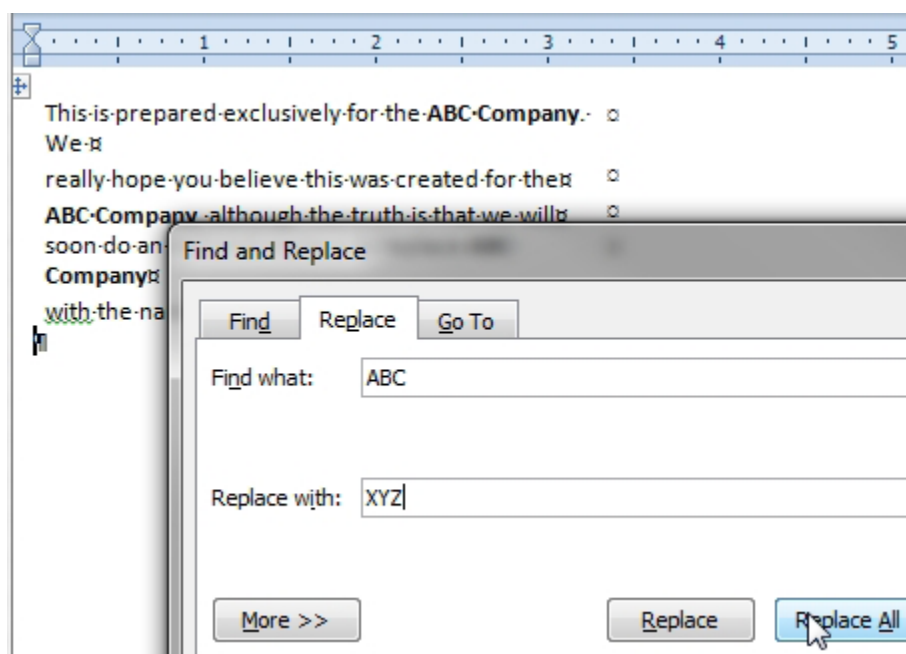 1 2 3 4 5
This is prepared exclusively for the ABC Company.
We
really hope you believe this was created for the
ABC Company, although the truth is that we will
soon do an
Company
with the na
Find and Replace
Find Replace Go To
Find what: ABC
Replace with: XYZ
More >> Replace Replace All